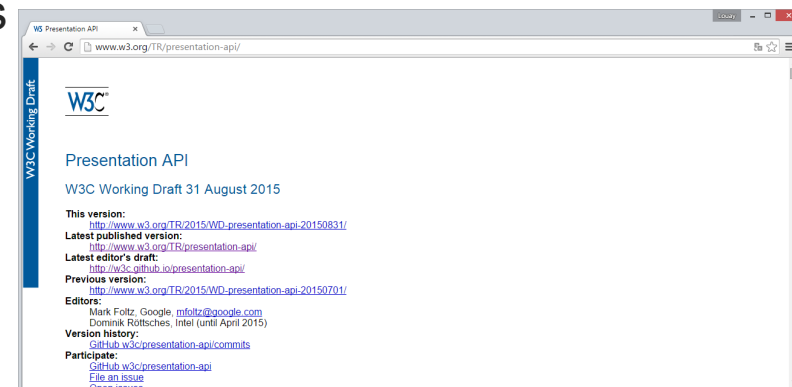 s
W3 Presentation API ×
www.w3.org/TR/presentation-api/
W3C Working Draft
W3C
Presentation API
W3C Working Draft 31 August 2015
This version:
http://www.w3.org/TR/2015/WD-presentation-api-20150831/
Latest published version:
http://www.w3.org/TR/presentation-api/
Latest editor's draft:
http://w3c.github.io/presentation-api/
Previous version:
http://www.w3.org/TR/2015/WD-presentation-api-20150701/
Editors:
Mark Foltz, Google, mfoltz@google.com
Dominik Röttsches, Intel (until April 2015)
Version history:
GitHub w3c/presentation-api/commits
Participate:
GitHub w3c/presentation-api
File an issue
Open issues